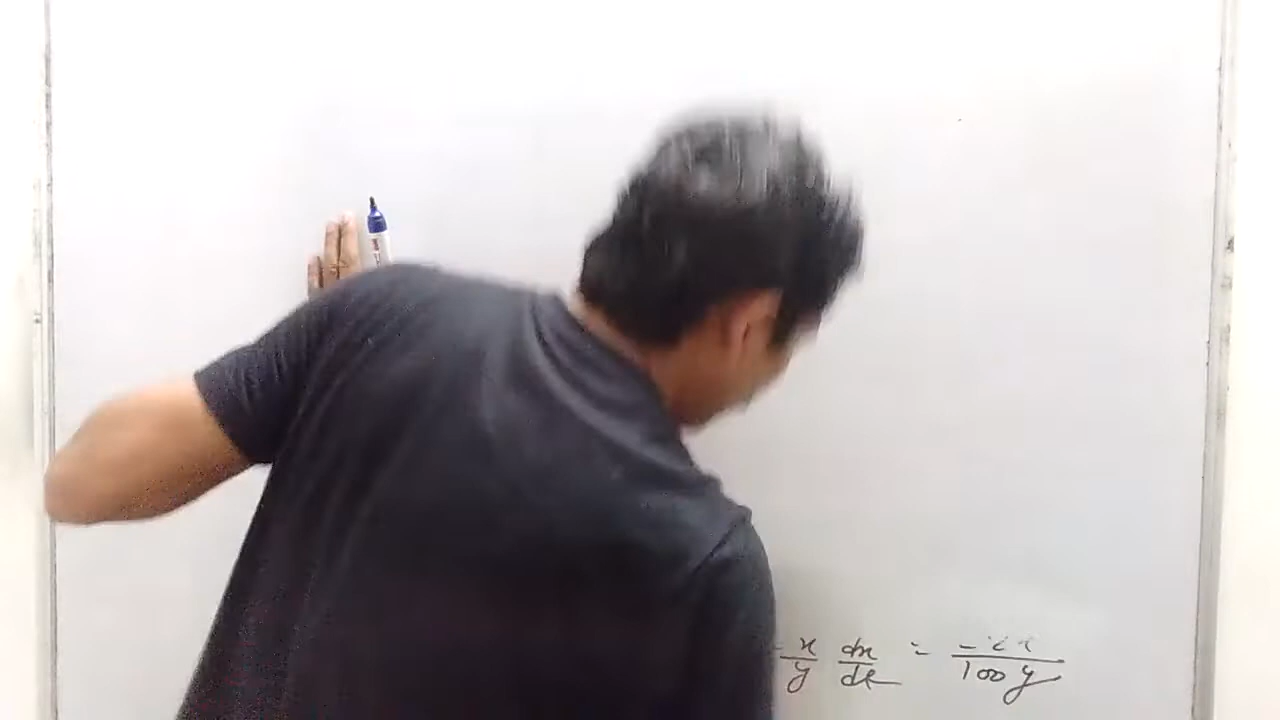 - x/y dx/dt = -2x/100y